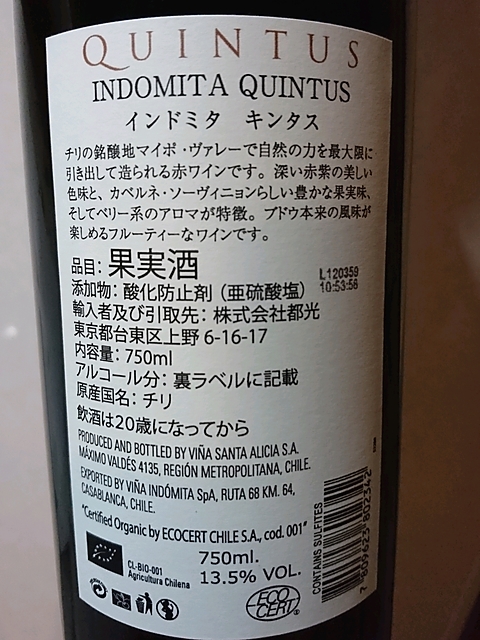 QUINTUS
INDOMITA QUINTUS
インドミタ キンタス
チリの銘醸地マイポ・ヴァレーで自然の力を最大限に
引き出して造られる赤ワインです。深い赤紫の美しい
色味と、カベルネ・ソーヴィニョンらしい豊かな果実味、
そしてベリー系のアロマが特徴。ブドウ本来の風味が
楽しめるフルーティーなワインです。
品目:果実酒
添加物:酸化防止剤(亜硫酸塩)
L120359
10:53:56
輸入者及び引取先:株式会社都光
東京都台東区上野6-16-17
内容量:750ml
アルコール分:裏ラベルに記載
原産国名:チリ
飲酒は20歳になってから
PRODUCED AND BOTTLED BY VIÑA SANTA ALICIA S.A.
MÁXIMO VALDÉS 4135, REGIÓN METROPOLITANA, CHILE.
EXPORTED BY VIÑA INDÓMITA SpA, RUTA 68 KM. 64,
CASABLANCA, CHILE.
"Certified Organic by ECOCERT CHILE S.A., cod. 001"
CL-BIO-001
Agricultura Chilena
750ml.
13.5% VOL.
ECO
CERT
CONTAINS SULFITES
7 809623 802342